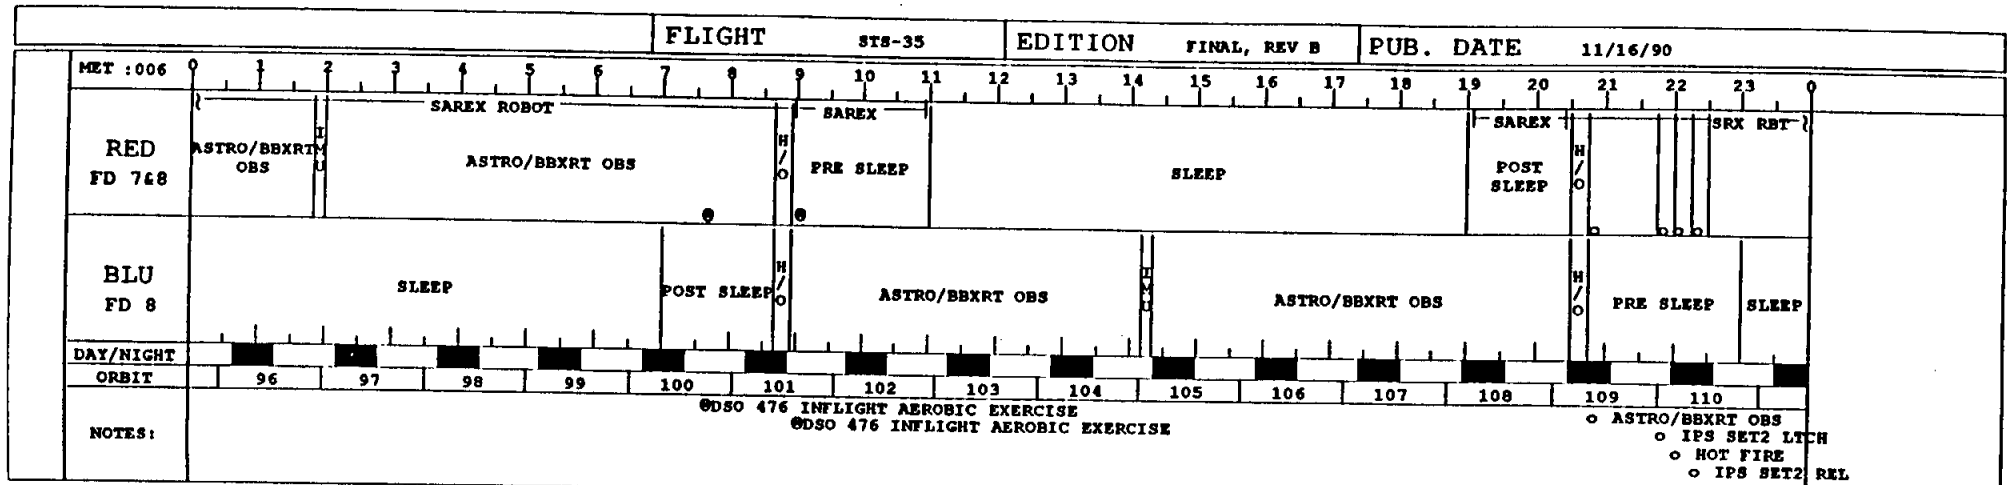 FLIGHT STS-35 EDITION FINAL, REV B PUB. DATE 11/16/90
MET :006 0 1 2 3 4 5 6 7 8 9 10 11 12 13 14 15 16 17 18 19 20 21 22 23 0
SAREX ROBOT SAREX SAREX SRX RBT
RED
FD 7&8
ASTRO/BBXRT
OBS
IMU
ASTRO/BBXRT OBS
H/O
PRE SLEEP
SLEEP
POST
SLEEP
H/O
BLU
FD 8
SLEEP
POST SLEEP
H/O
ASTRO/BBXRT OBS
IMU
ASTRO/BBXRT OBS
H/O
PRE SLEEP
SLEEP
DAY/NIGHT
ORBIT 96 97 98 99 100 101 102 103 104 105 106 107 108 109 110
NOTES:
DSO 476 INFLIGHT AEROBIC EXERCISE
DSO 476 INFLIGHT AEROBIC EXERCISE
o ASTRO/BBXRT OBS
o IPS SET2 LTCH
o HOT FIRE
o IPS SET2 REL